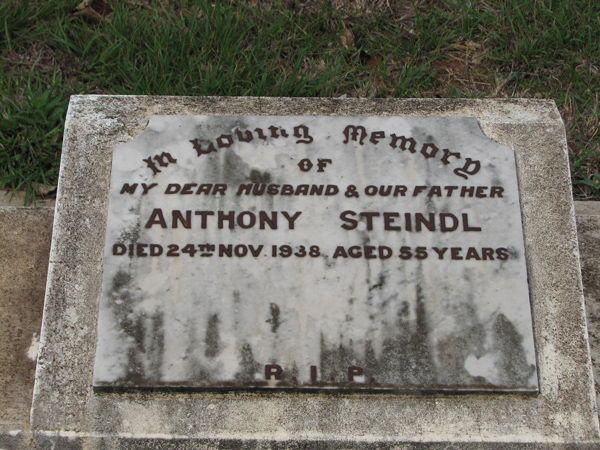 In Loving Memory
OF
MY DEAR HUSBAND & OUR FATHER
ANTHONY STEINDL
DIED 24TH NOV. 1938. AGED 55 YEARS.
R I P